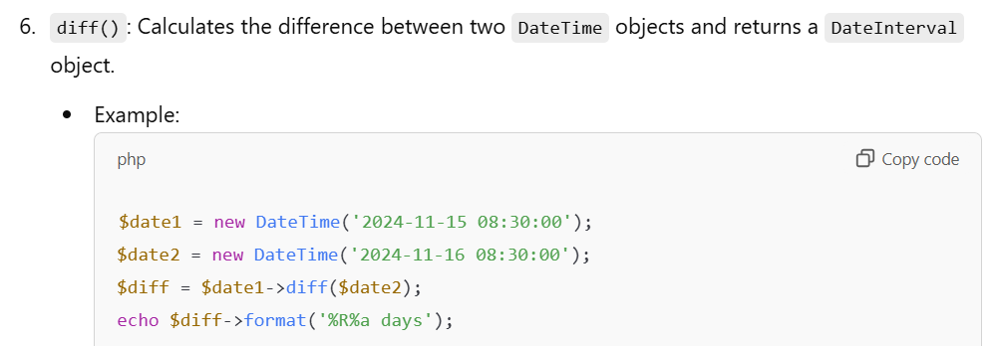 6. diff(): Calculates the difference between two DateTime objects and returns a DateInterval
object.
• Example:
php Copy code
$date1 = new DateTime('2024-11-15 08:30:00');
$date2 = new DateTime('2024-11-16 08:30:00');
$diff = $date1->diff($date2);
echo $diff->format('%R%a days');